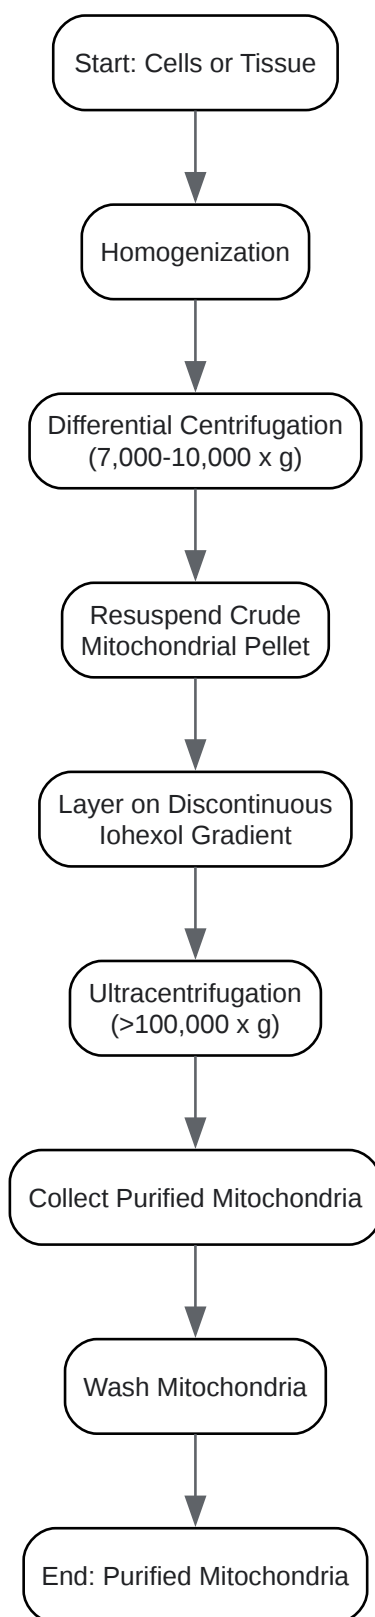 Start: Cells or Tissue
Homogenization
Differential Centrifugation
(7,000-10,000 x g)
Resuspend Crude
Mitochondrial Pellet
Layer on Discontinuous
Iohexol Gradient
Ultracentrifugation
(>100,000 x g)
Collect Purified Mitochondria
Wash Mitochondria
End: Purified Mitochondria